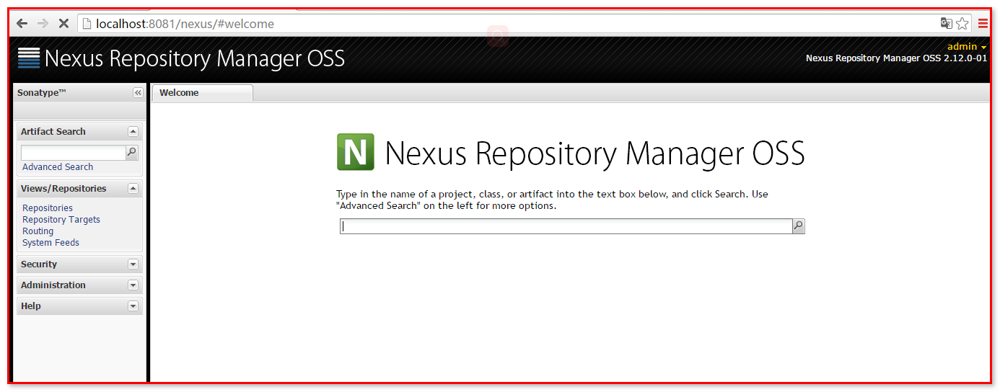 localhost:8081/nexus/#welcome
Nexus Repository Manager OSS
admin
Nexus Repository Manager OSS 2.12.0-01
Sonatype™
Welcome
Artifact Search
Advanced Search
Views/Repositories
Repositories
Repository Targets
Routing
System Feeds
Security
Administration
Help
N Nexus Repository Manager OSS
Type in the name of a project, class, or artifact into the text box below, and click Search. Use
"Advanced Search" on the left for more options.